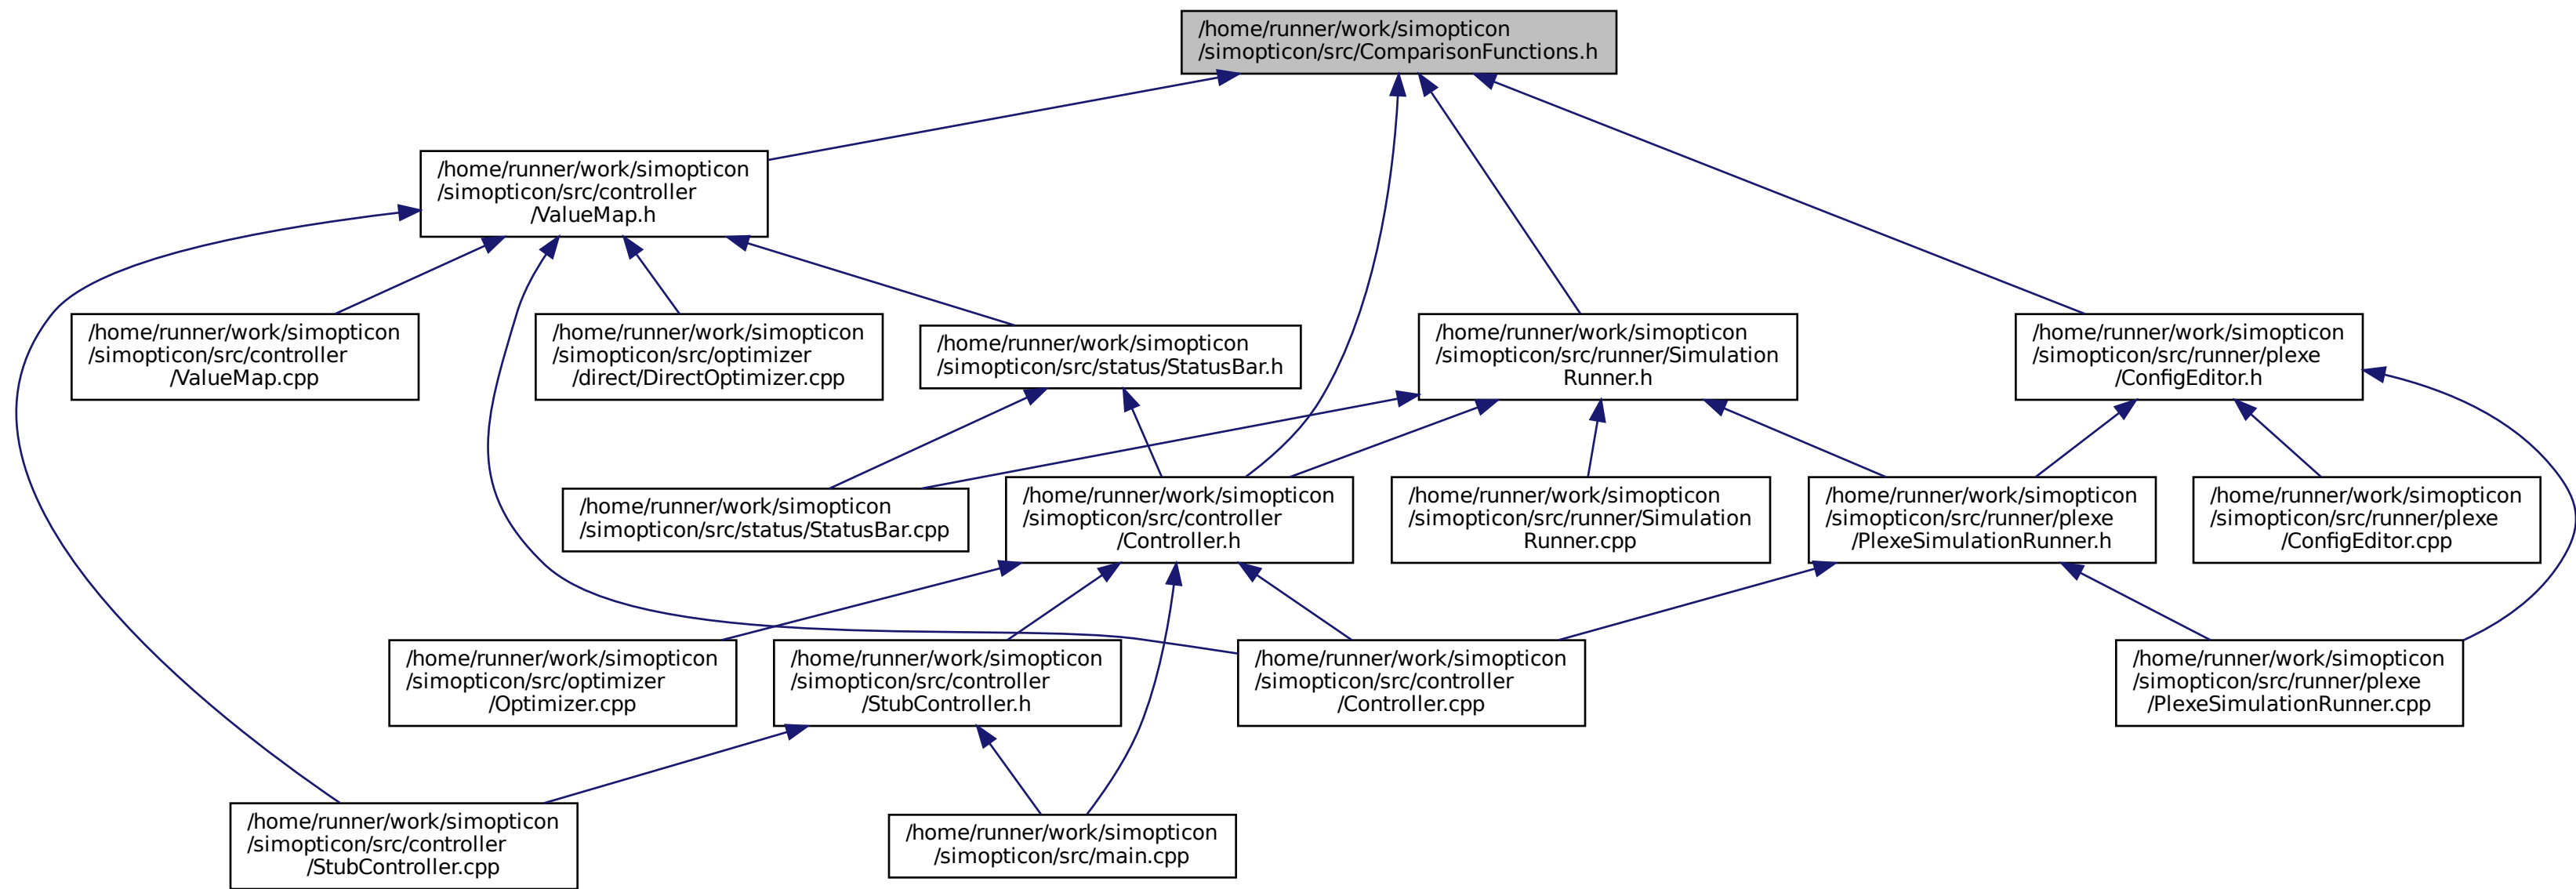 /home/runner/work/simopticon
/simopticon/src/ComparisonFunctions.h
/home/runner/work/simopticon
/simopticon/src/controller
/ValueMap.h
/home/runner/work/simopticon
/simopticon/src/controller
/ValueMap.cpp
/home/runner/work/simopticon
/simopticon/src/optimizer
/direct/DirectOptimizer.cpp
/home/runner/work/simopticon
/simopticon/src/status/StatusBar.h
/home/runner/work/simopticon
/simopticon/src/runner/Simulation
Runner.h
/home/runner/work/simopticon
/simopticon/src/runner/plexe
/ConfigEditor.h
/home/runner/work/simopticon
/simopticon/src/status/StatusBar.cpp
/home/runner/work/simopticon
/simopticon/src/controller
/Controller.h
/home/runner/work/simopticon
/simopticon/src/runner/Simulation
Runner.cpp
/home/runner/work/simopticon
/simopticon/src/runner/plexe
/PlexeSimulationRunner.h
/home/runner/work/simopticon
/simopticon/src/runner/plexe
/ConfigEditor.cpp
/home/runner/work/simopticon
/simopticon/src/optimizer
/Optimizer.cpp
/home/runner/work/simopticon
/simopticon/src/controller
/StubController.h
/home/runner/work/simopticon
/simopticon/src/controller
/Controller.cpp
/home/runner/work/simopticon
/simopticon/src/runner/plexe
/PlexeSimulationRunner.cpp
/home/runner/work/simopticon
/simopticon/src/controller
/StubController.cpp
/home/runner/work/simopticon
/simopticon/src/main.cpp